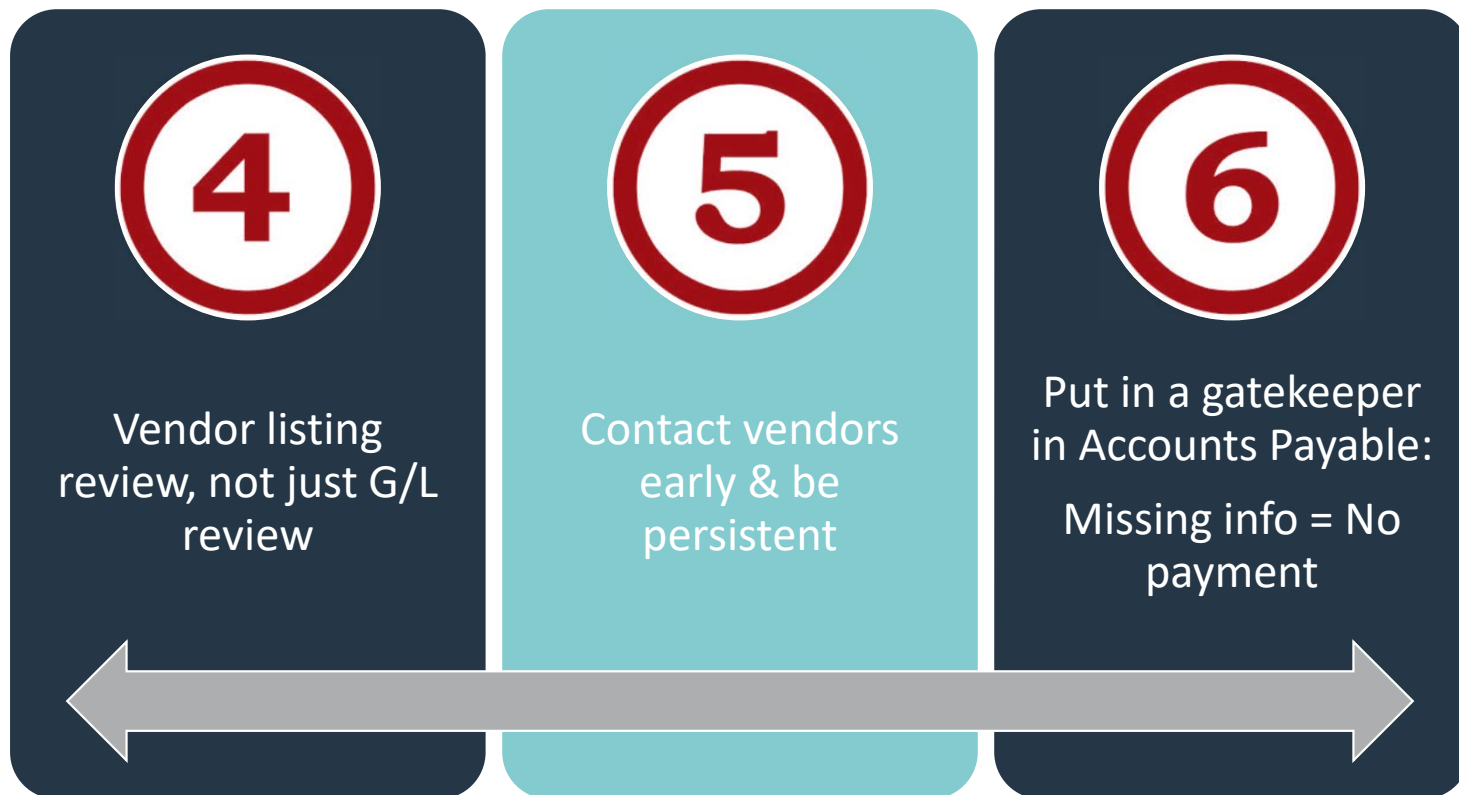 4
Vendor listing
review, not just G/L
review
5
Contact vendors
early & be
persistent
6
Put in a gatekeeper
in Accounts Payable:
Missing info = No
payment